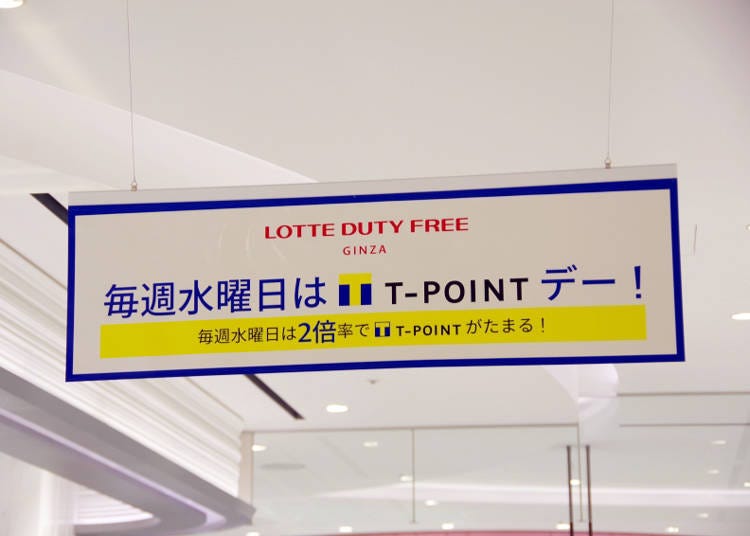 LOTTE DUTY FREE
GINZA
毎週水曜日は T T-POINT デー！
毎週水曜日は2倍率で T T-POINT がたまる！